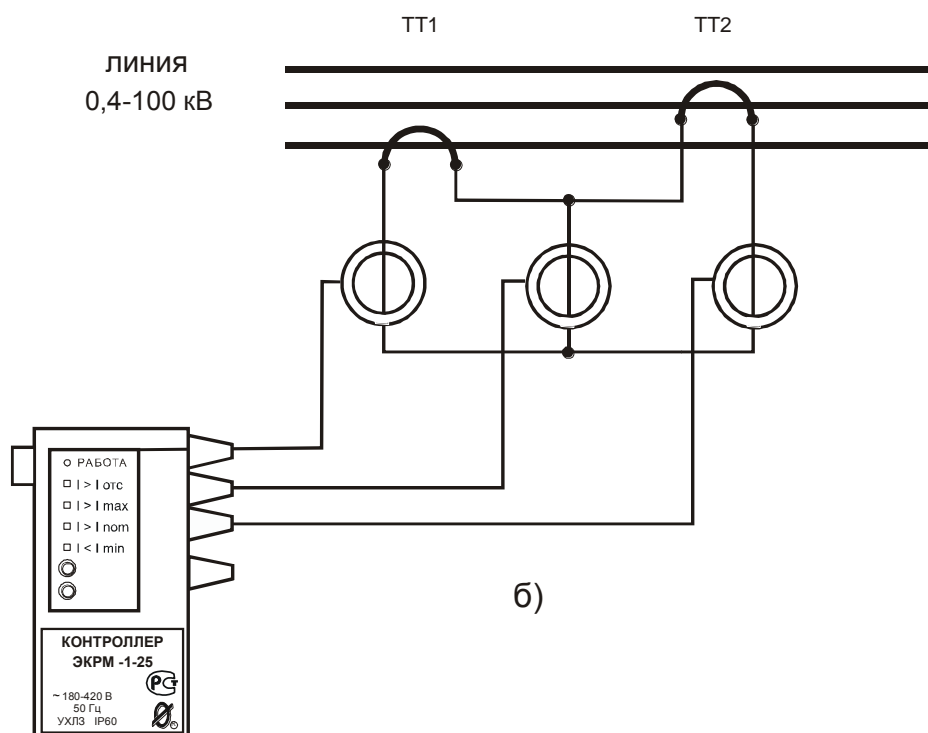 ТТ1 ТТ2
ЛИНИЯ
0,4-100 кВ
РАБОТА
I > I отс
I > I max
I > I nom
I < I min
б)
КОНТРОЛЛЕР
ЭКРМ -1-25
~ 180-420 В
50 Гц
УХЛ3 IP60
РСТ